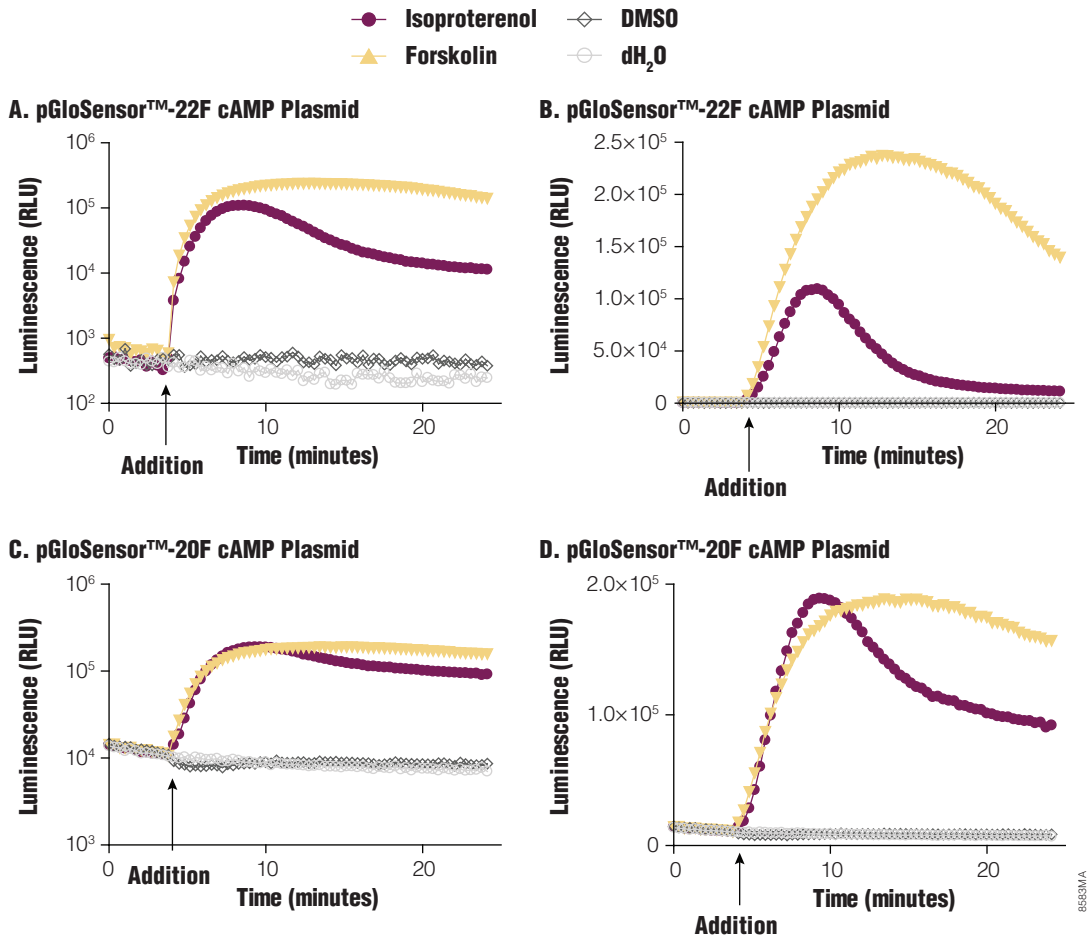 Isoproterenol
DMSO
Forskolin
dH₂O
A. pGloSensor™-22F cAMP Plasmid
Luminescence (RLU)
10⁶
10⁵
10⁴
10³
10²
0 10 20
Addition
Time (minutes)
B. pGloSensor™-22F cAMP Plasmid
Luminescence (RLU)
2.5×10⁵
2.0×10⁵
1.5×10⁵
1.0×10⁵
5.0×10⁴
0
0 10 20
Time (minutes)
Addition
C. pGloSensor™-20F cAMP Plasmid
Luminescence (RLU)
10⁶
10⁵
10⁴
10³
0 10 20
Addition
Time (minutes)
D. pGloSensor™-20F cAMP Plasmid
Luminescence (RLU)
2.0×10⁵
1.0×10⁵
0
0 10 20
Time (minutes)
Addition
8583MA